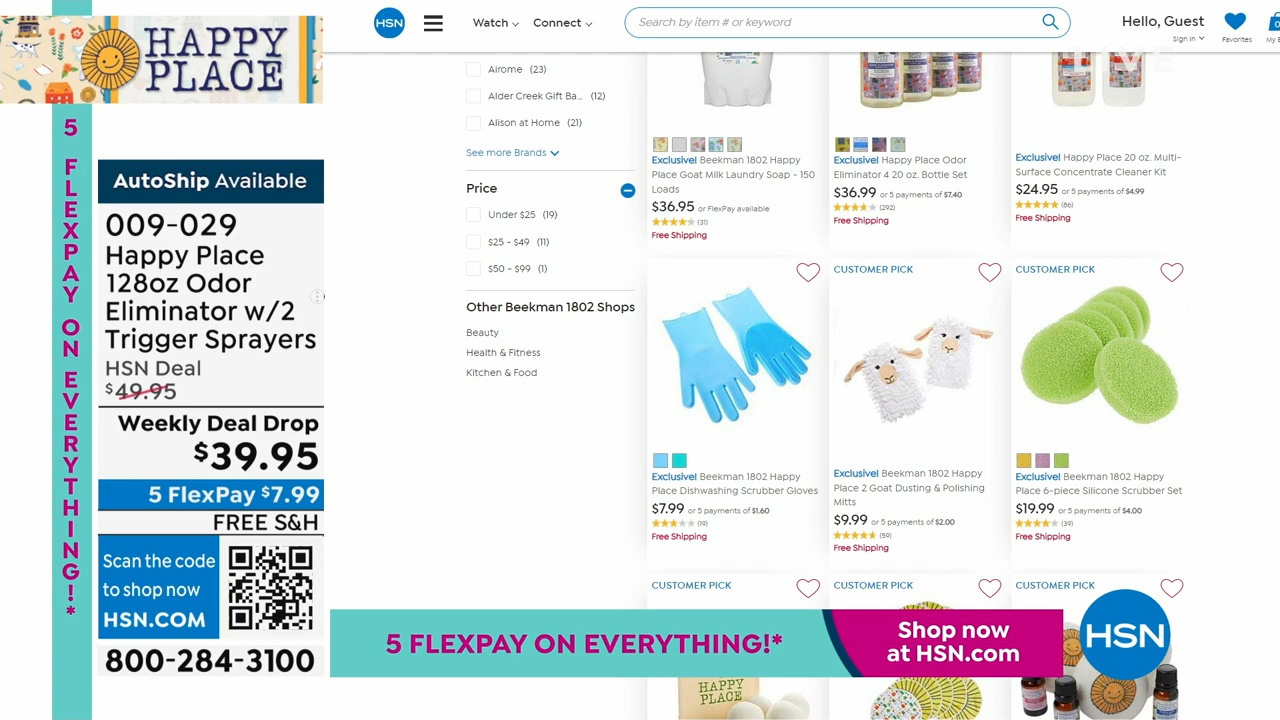 HAPPY
PLACE
5 FLEXPAY ON EVERYTHING!*
AutoShip Available
009-029
Happy Place
128oz Odor
Eliminator w/2
Trigger Sprayers
HSN Deal
$49.95
Weekly Deal Drop
$39.95
5 FlexPay $7.99
FREE S&H
Scan the code
to shop now
HSN.COM
800-284-3100
HSN
Watch
Connect
Search by item # or keyword
Hello, Guest
Sign In
Favorites
LIVE
Airome (23)
Alder Creek Gift Ba... (12)
Alison at Home (21)
See more Brands
Price
Under $25 (19)
$25 - $49 (11)
$50 - $99 (1)
Other Beekman 1802 Shops
Beauty
Health & Fitness
Kitchen & Food
Exclusive! Beekman 1802 Happy
Place Goat Milk Laundry Soap - 150
Loads
$36.95 or FlexPay available
(31)
Free Shipping
Exclusive! Happy Place Odor
Eliminator 4 20 oz. Bottle Set
$36.99 or 5 payments of $7.40
(292)
Free Shipping
Exclusive! Happy Place 20 oz. Multi-
Surface Concentrate Cleaner Kit
$24.95 or 5 payments of $4.99
(86)
Free Shipping
Exclusive! Beekman 1802 Happy
Place Dishwashing Scrubber Gloves
$7.99 or 5 payments of $1.60
(19)
Free Shipping
CUSTOMER PICK
Exclusive! Beekman 1802 Happy
Place 2 Goat Dusting & Polishing
Mitts
$9.99 or 5 payments of $2.00
(59)
Free Shipping
CUSTOMER PICK
Exclusive! Beekman 1802 Happy
Place 6-piece Silicone Scrubber Set
$19.99 or 5 payments of $4.00
(39)
Free Shipping
CUSTOMER PICK
CUSTOMER PICK
CUSTOMER PICK
5 FLEXPAY ON EVERYTHING!*
Shop now
at HSN.com
HSN
HAPPY
PLACE